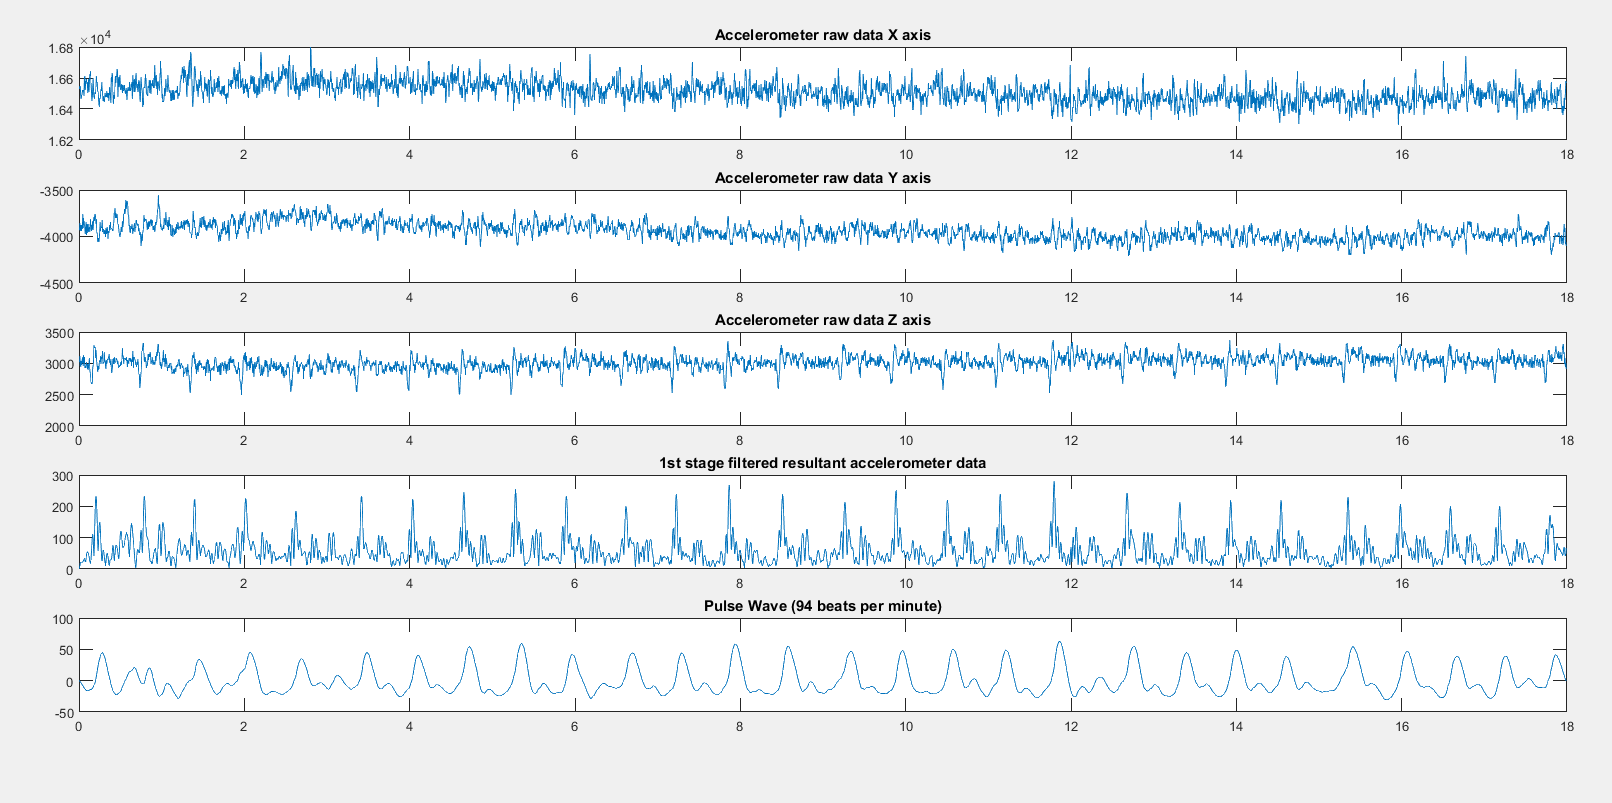 Accelerometer raw data X axis
×10⁴
1.68
1.66
1.64
1.62
0 2 4 6 8 10 12 14 16 18
Accelerometer raw data Y axis
-3500
-4000
-4500
0 2 4 6 8 10 12 14 16 18
Accelerometer raw data Z axis
3500
3000
2500
2000
0 2 4 6 8 10 12 14 16 18
1st stage filtered resultant accelerometer data
300
200
100
0
0 2 4 6 8 10 12 14 16 18
Pulse Wave (94 beats per minute)
100
50
0
-50
0 2 4 6 8 10 12 14 16 18